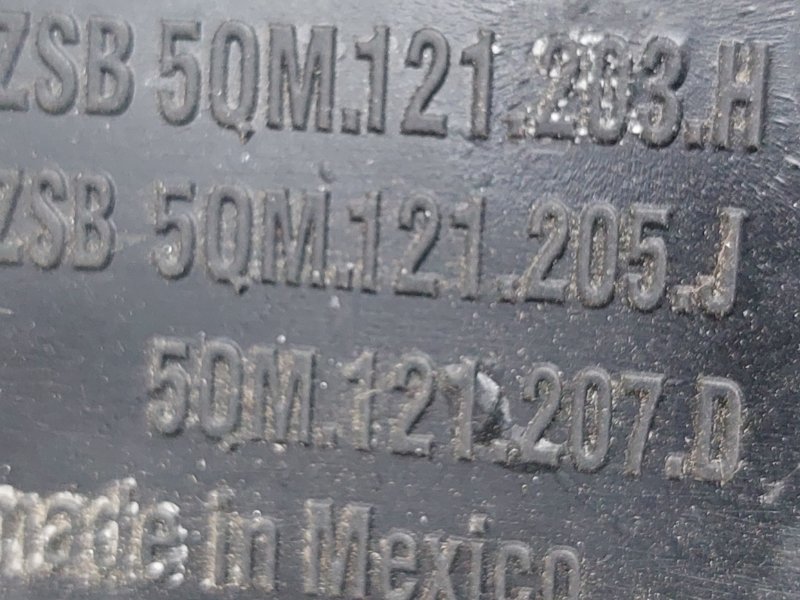 ZSB 5QM.121.203.H
ZSB 5QM.121.205.J
5QM.121.207.D
made in Mexico